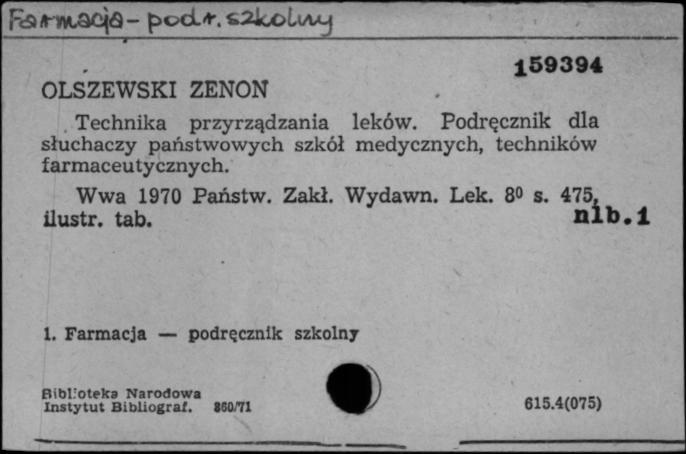 Farmacja - podr. szkolny
159394
OLSZEWSKI ZENON
Technika przyrządzania leków. Podręcznik dla
słuchaczy państwowych szkół medycznych, techników
farmaceutycznych.
Wwa 1970 Państw. Zakł. Wydawn. Lek. 8⁰ s. 475,
ilustr. tab. nlb.1
1. Farmacja — podręcznik szkolny
Biblioteka Narodowa
Instytut Bibliograf. 860/71
615.4(075)